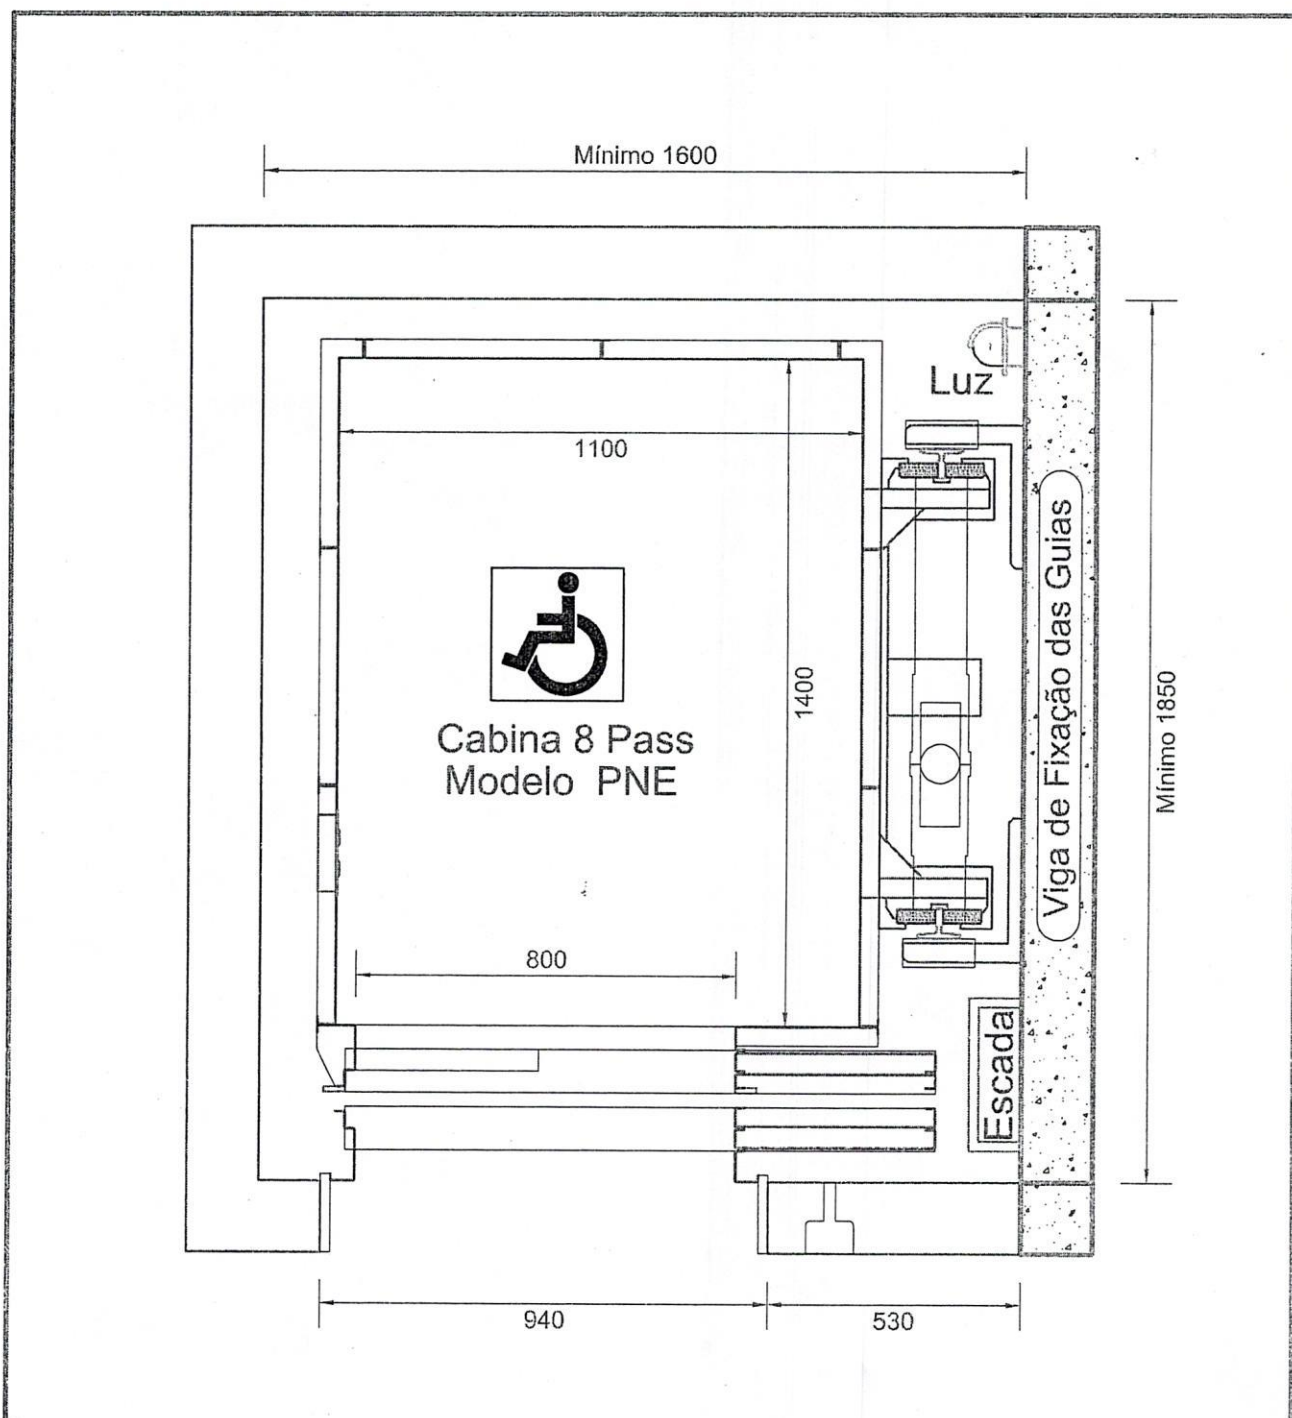 Mínimo 1600
Luz
1100
Viga de Fixação das Guias
1400
Mínimo 1850
Cabina 8 Pass
Modelo PNE
800
Escada
940
530